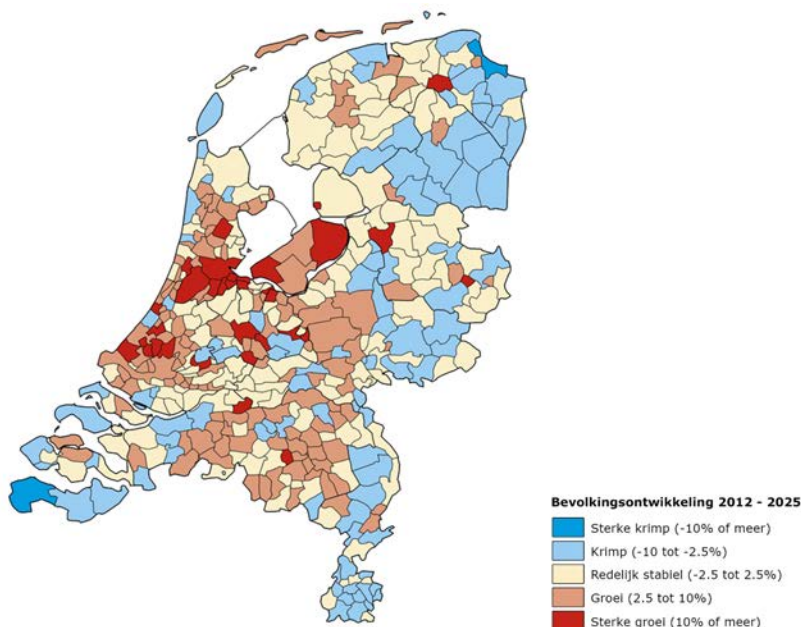 Bevolkingsontwikkeling 2012 - 2025
Sterke krimp (-10% of meer)
Krimp (-10 tot -2.5%)
Redelijk stabiel (-2.5 tot 2.5%)
Groei (2.5 tot 10%)
Sterke groei (10% of meer)